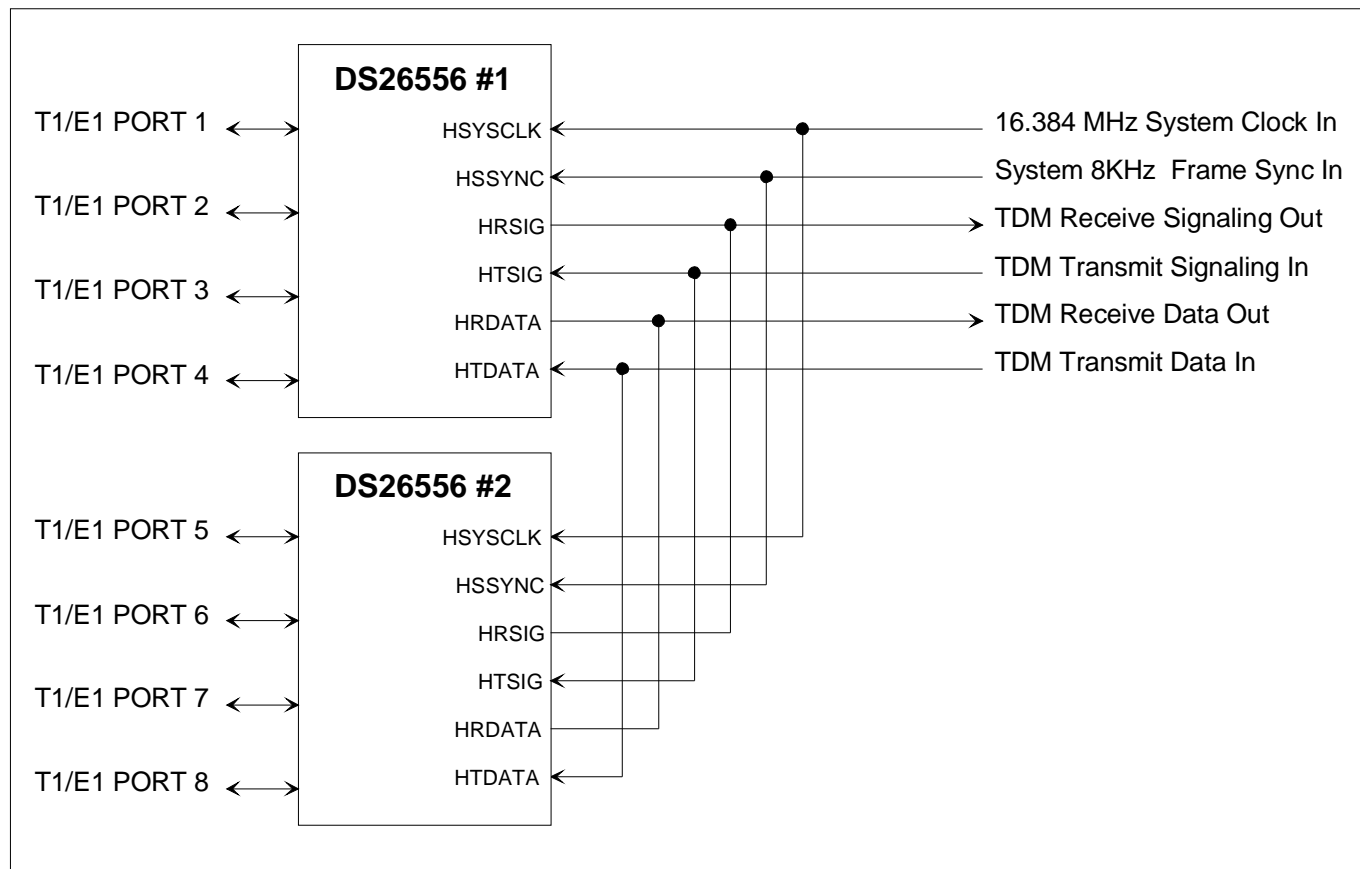 DS26556 #1
T1/E1 PORT 1
T1/E1 PORT 2
T1/E1 PORT 3
T1/E1 PORT 4
HSYSCLK
HSSYNC
HRSIG
HTSIG
HRDATA
HTDATA
16.384 MHz System Clock In
System 8KHz Frame Sync In
TDM Receive Signaling Out
TDM Transmit Signaling In
TDM Receive Data Out
TDM Transmit Data In
DS26556 #2
T1/E1 PORT 5
T1/E1 PORT 6
T1/E1 PORT 7
T1/E1 PORT 8
HSYSCLK
HSSYNC
HRSIG
HTSIG
HRDATA
HTDATA